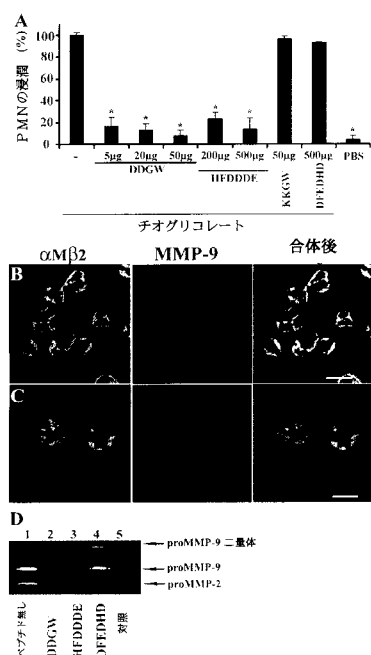 A
PMNの浸潤 (%)
100
80
60
40
20
0
* * * * * *
- 5μg 20μg 50μg 200μg 500μg 50μg 500μg PBS
DDGW HFDDDE KKGW DFEDHD
チオグリコレート
αMβ2 MMP-9 合体後
B
C
D
1 2 3 4 5
proMMP-9 二量体
proMMP-9
proMMP-2
ペプチド無し
DDGW
HFDDDE
DFEDHD
対照